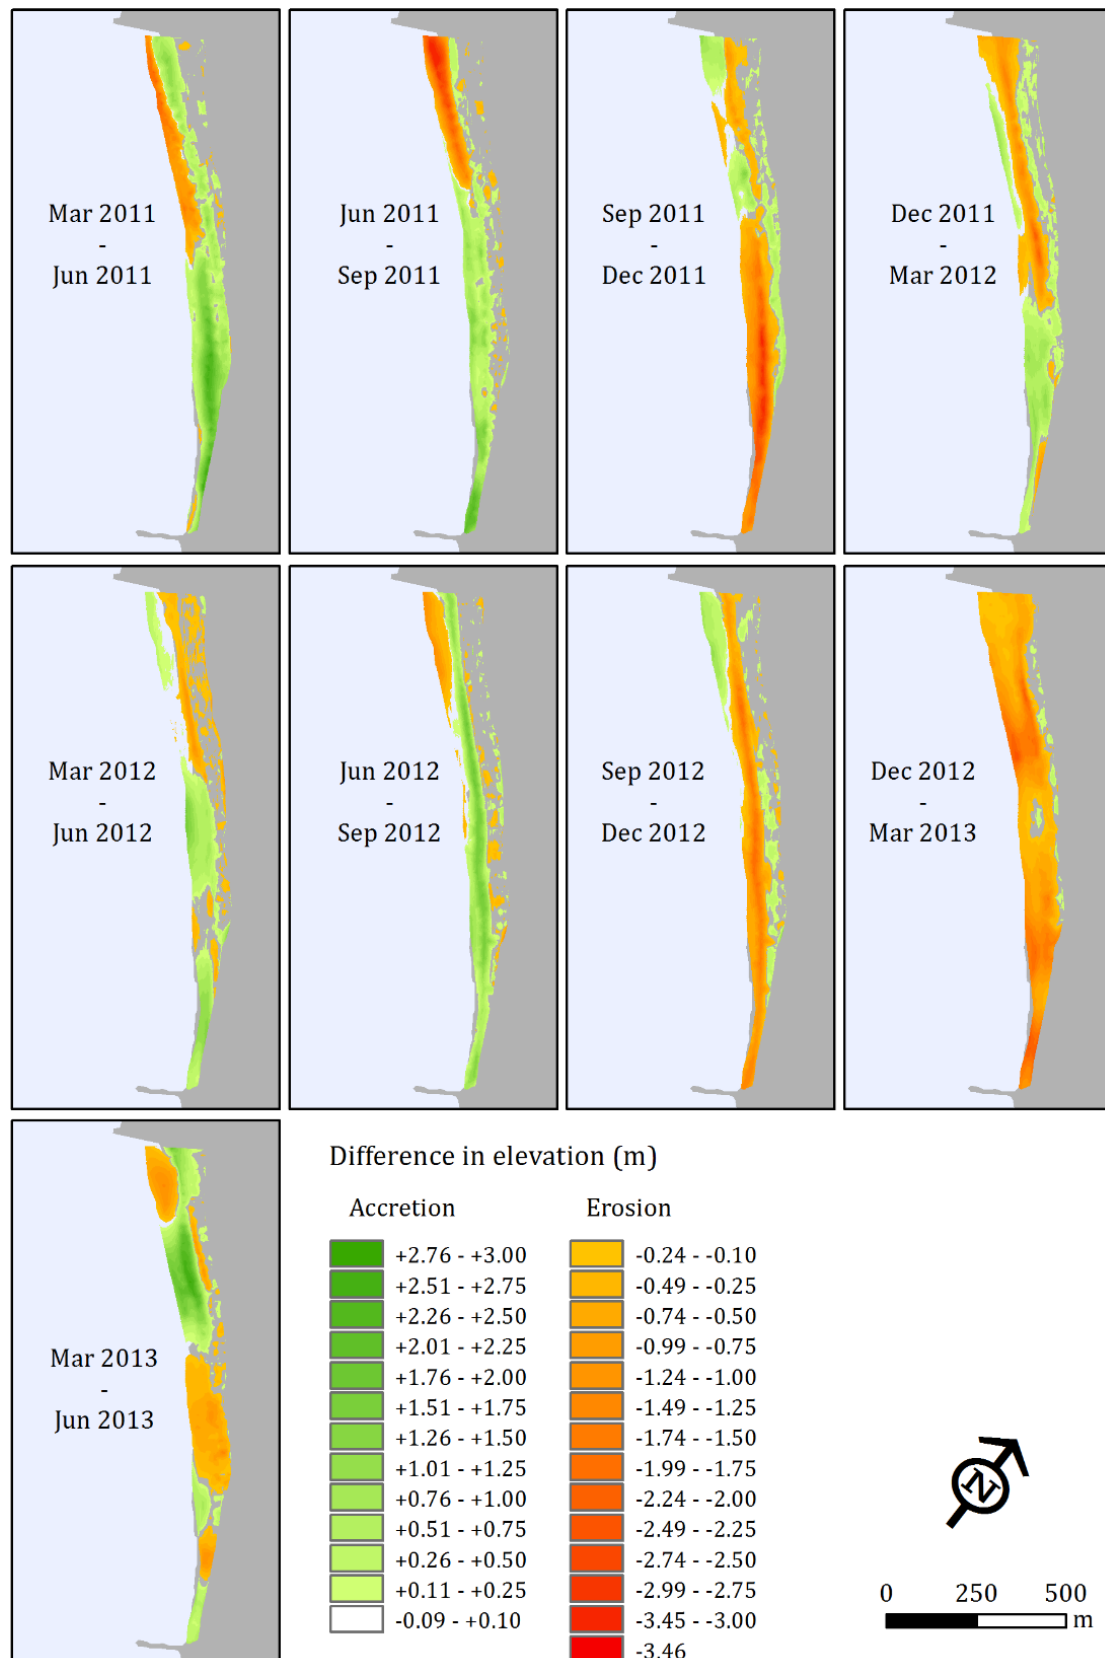 Mar 2011
-
Jun 2011
Jun 2011
-
Sep 2011
Sep 2011
-
Dec 2011
Dec 2011
-
Mar 2012
Mar 2012
-
Jun 2012
Jun 2012
-
Sep 2012
Sep 2012
-
Dec 2012
Dec 2012
-
Mar 2013
Mar 2013
-
Jun 2013
Difference in elevation (m)
Accretion
+2.76 - +3.00
+2.51 - +2.75
+2.26 - +2.50
+2.01 - +2.25
+1.76 - +2.00
+1.51 - +1.75
+1.26 - +1.50
+1.01 - +1.25
+0.76 - +1.00
+0.51 - +0.75
+0.26 - +0.50
+0.11 - +0.25
-0.09 - +0.10
Erosion
-0.24 - -0.10
-0.49 - -0.25
-0.74 - -0.50
-0.99 - -0.75
-1.24 - -1.00
-1.49 - -1.25
-1.74 - -1.50
-1.99 - -1.75
-2.24 - -2.00
-2.49 - -2.25
-2.74 - -2.50
-2.99 - -2.75
-3.45 - -3.00
-3.46
N
0 250 500
m